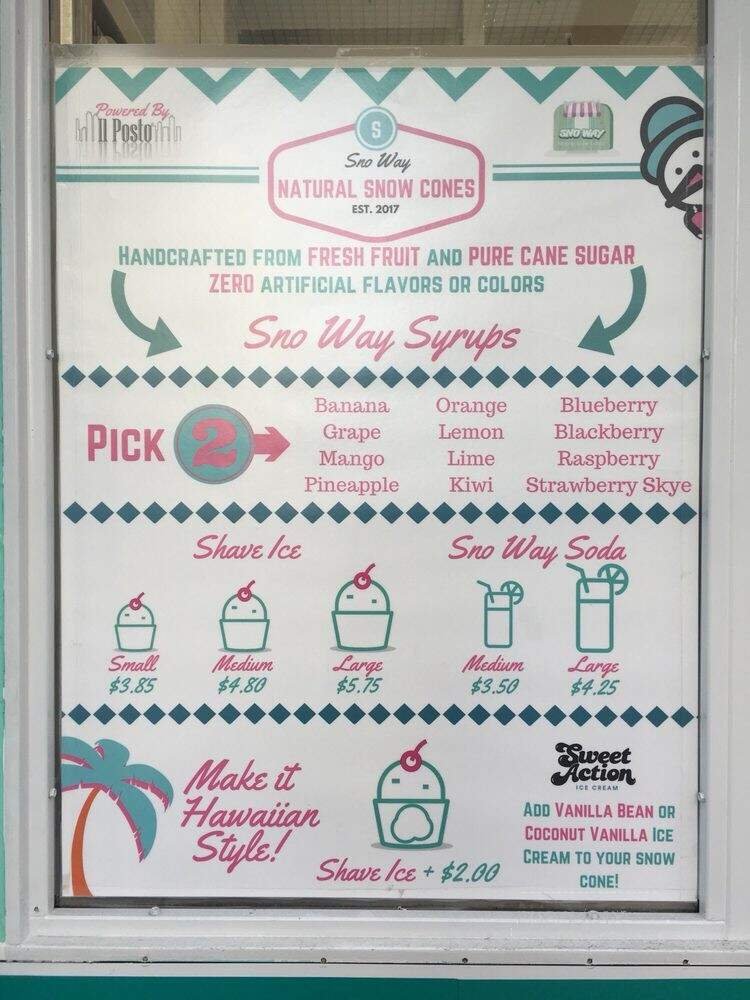 Powered By
Il Posto
SNO WAY
S
Sno Way
NATURAL SNOW CONES
EST. 2017
HANDCRAFTED FROM FRESH FRUIT AND PURE CANE SUGAR
ZERO ARTIFICIAL FLAVORS OR COLORS
Sno Way Syrups
PICK 2
Banana Orange Blueberry
Grape Lemon Blackberry
Mango Lime Raspberry
Pineapple Kiwi Strawberry Skye
Shave Ice
Small Medium Large
$3.85 $4.80 $5.75
Sno Way Soda
Medium Large
$3.50 $4.25
Make it
Hawaiian
Style!
Shave Ice + $2.00
Sweet
Action
ICE CREAM
ADD VANILLA BEAN OR
COCONUT VANILLA ICE
CREAM TO YOUR SNOW
CONE!